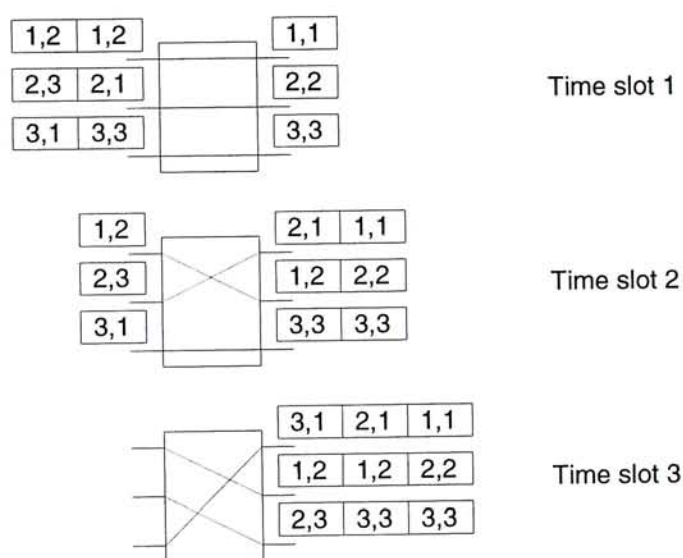 1,2 1,2 1,1
2,3 2,1 2,2 Time slot 1
3,1 3,3 3,3
1,2 2,1 1,1
2,3 1,2 2,2 Time slot 2
3,1 3,3 3,3
3,1 2,1 1,1
1,2 1,2 2,2 Time slot 3
2,3 3,3 3,3